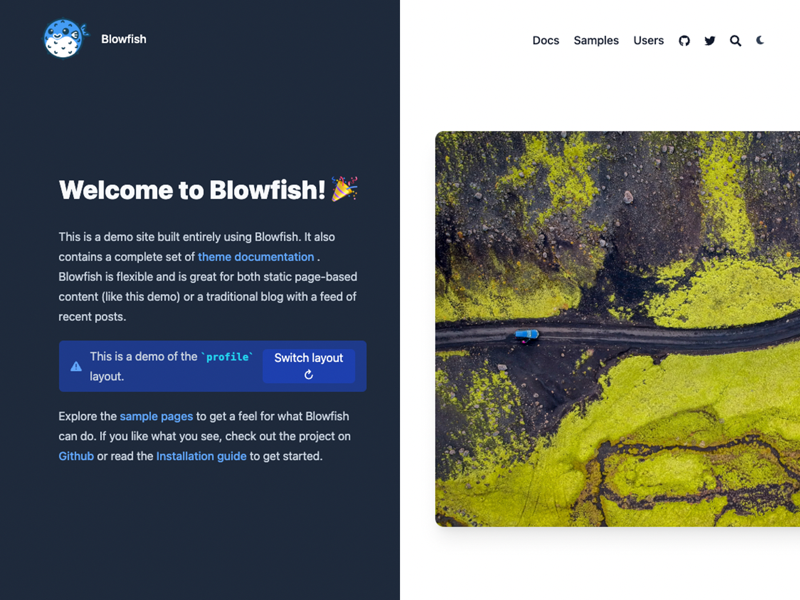 Blowfish
Docs Samples Users
Welcome to Blowfish! 🎉
This is a demo site built entirely using Blowfish. It also
contains a complete set of theme documentation .
Blowfish is flexible and is great for both static page-based
content (like this demo) or a traditional blog with a feed of
recent posts.
This is a demo of the `profile`
layout.
Switch layout
Explore the sample pages to get a feel for what Blowfish
can do. If you like what you see, check out the project on
Github or read the Installation guide to get started.